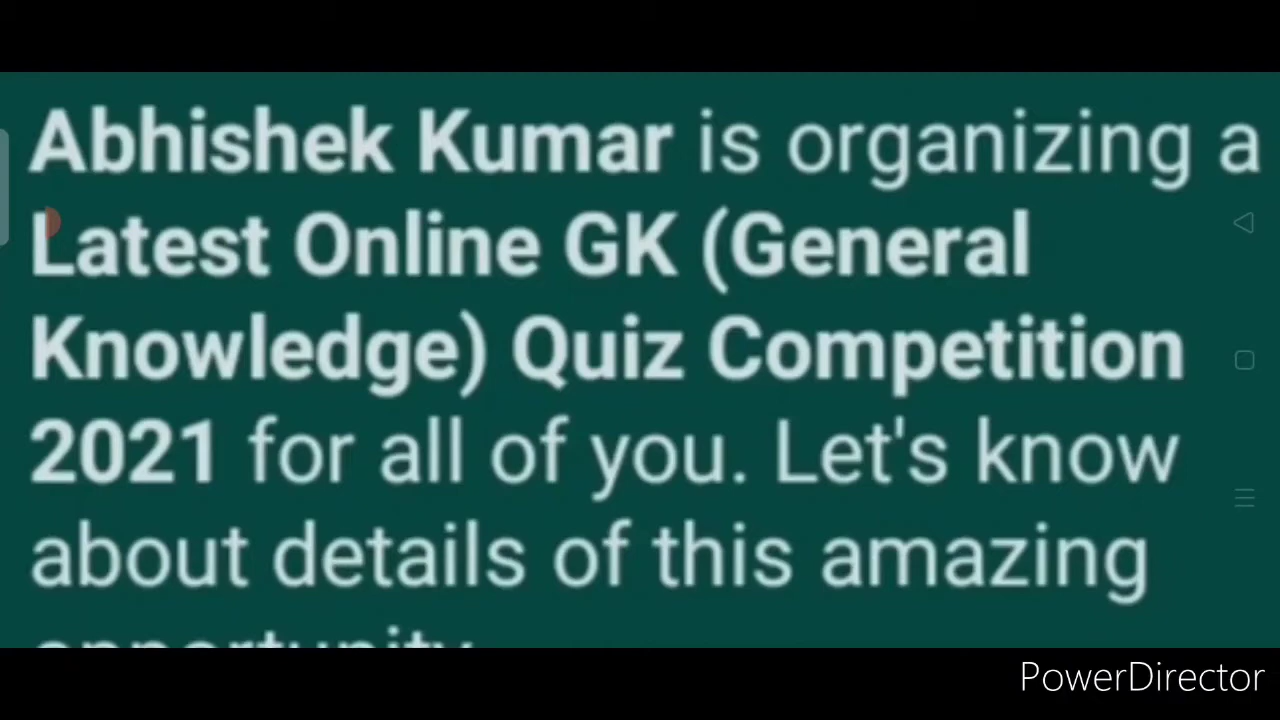 Abhishek Kumar is organizing a
Latest Online GK (General
Knowledge) Quiz Competition
2021 for all of you. Let's know
about details of this amazing
opportunity
PowerDirector